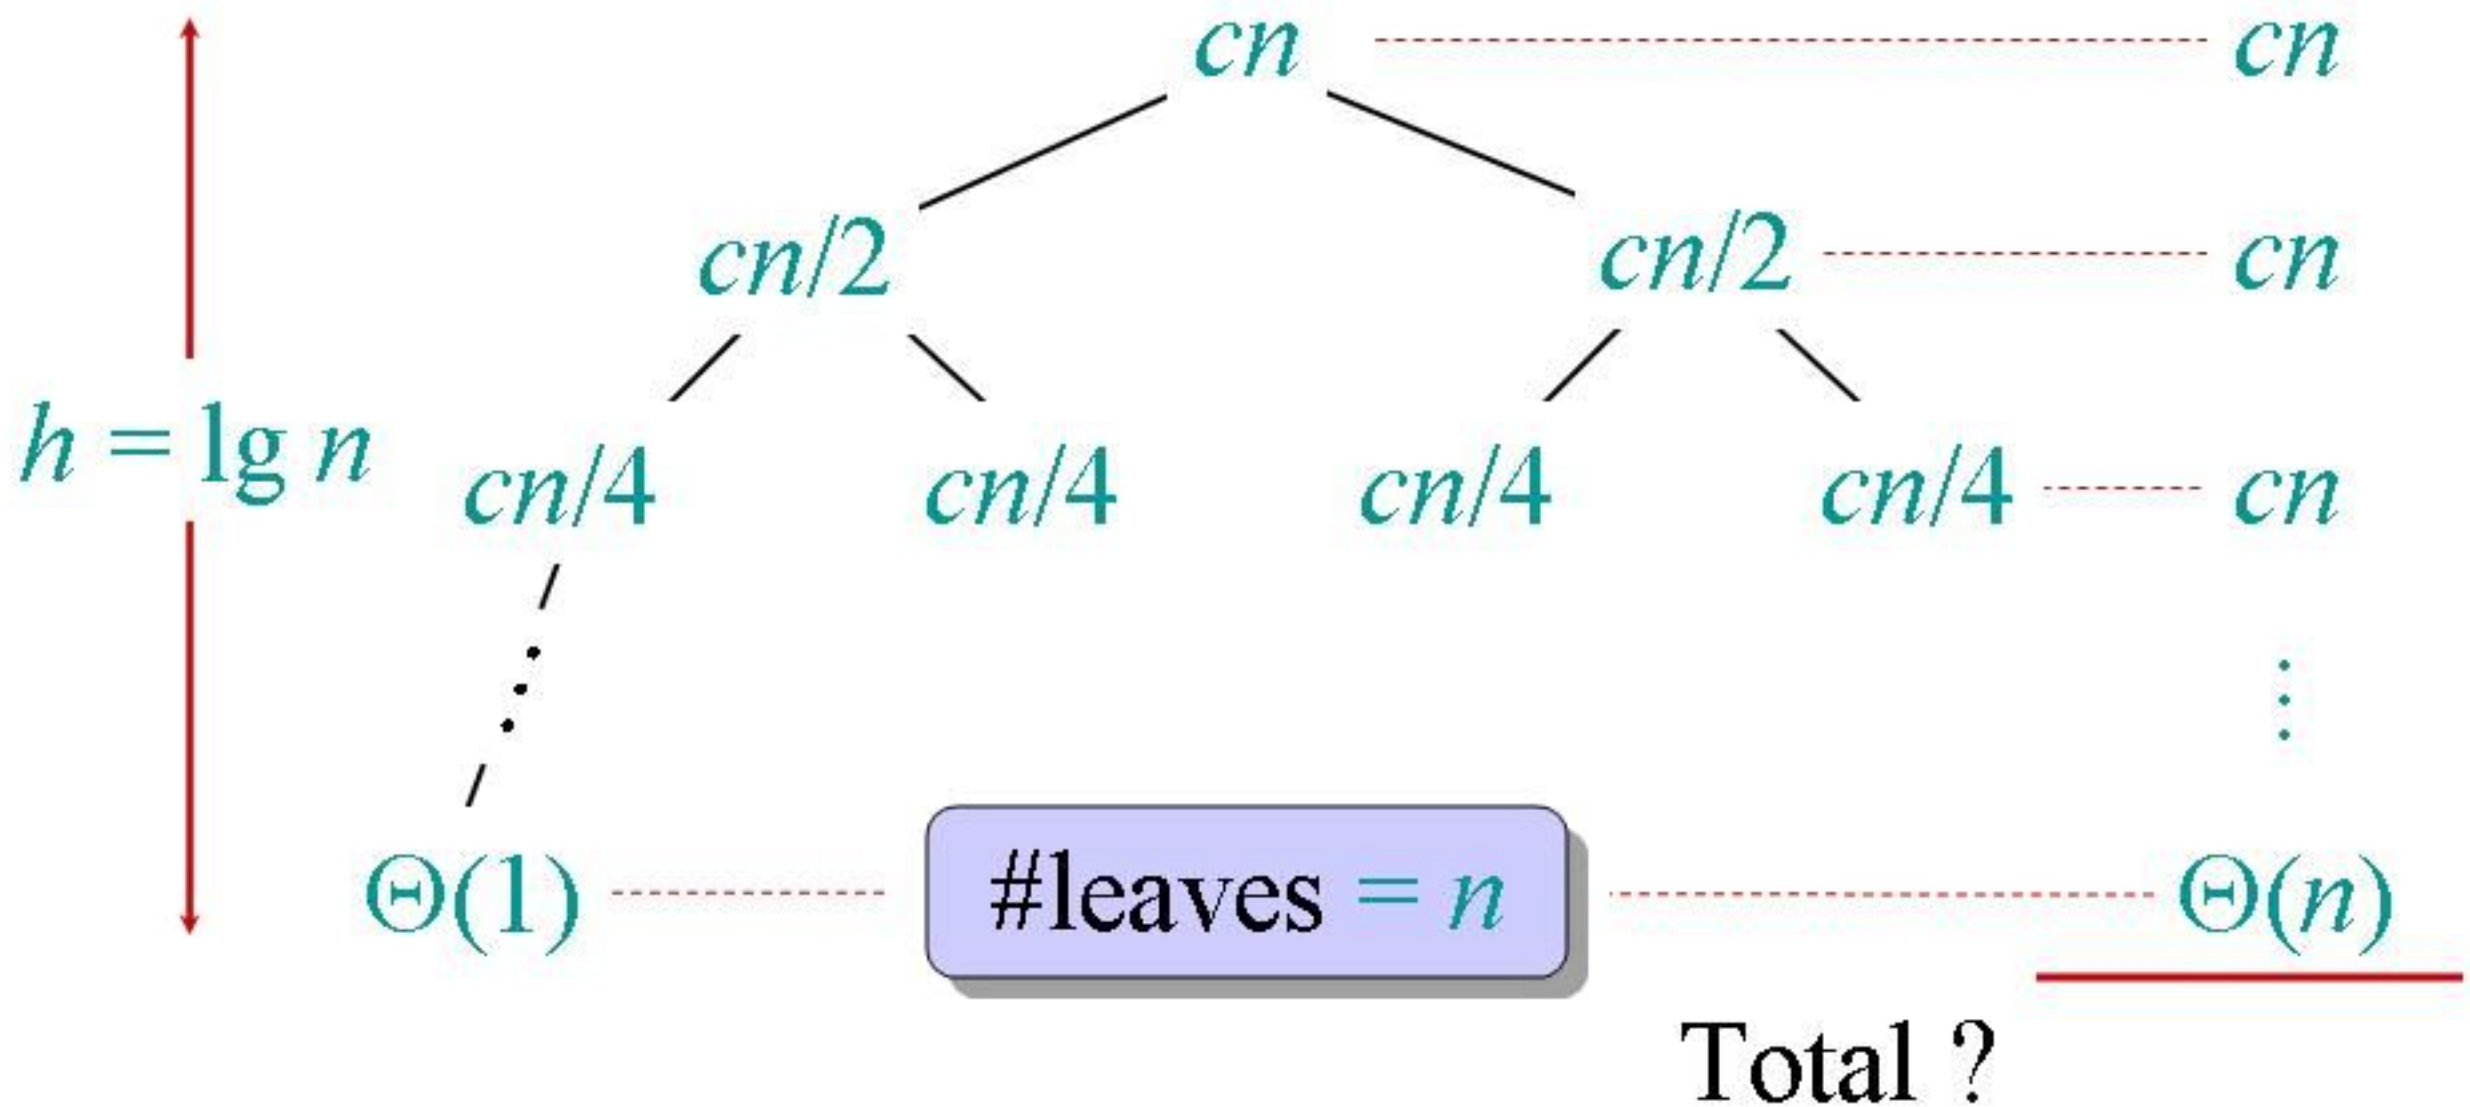 cn cn
cn/2 cn/2 cn
h = lg n cn/4 cn/4 cn/4 cn/4 cn
Θ(1) #leaves = n Θ(n)
Total ?